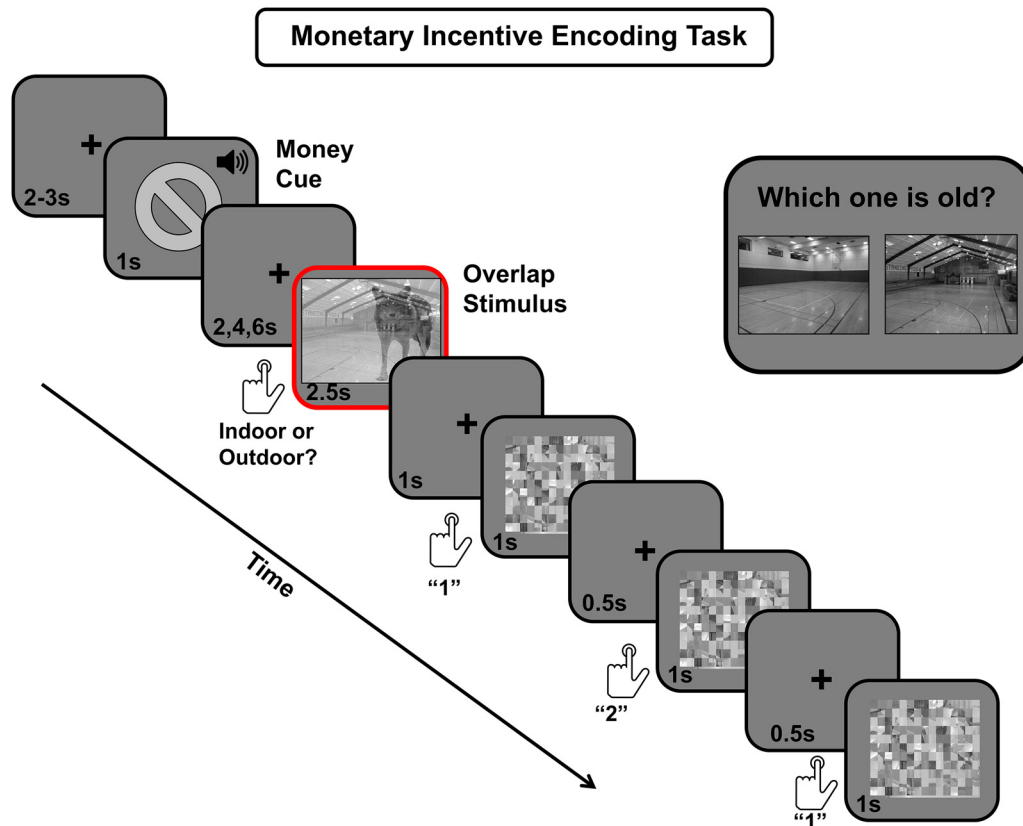 Monetary Incentive Encoding Task
2-3s
Money
Cue
1s
2,4,6s
Overlap
Stimulus
2.5s
Indoor or
Outdoor?
1s
"1"
1s
0.5s
"2"
1s
0.5s
"1"
1s
Time
Which one is old?